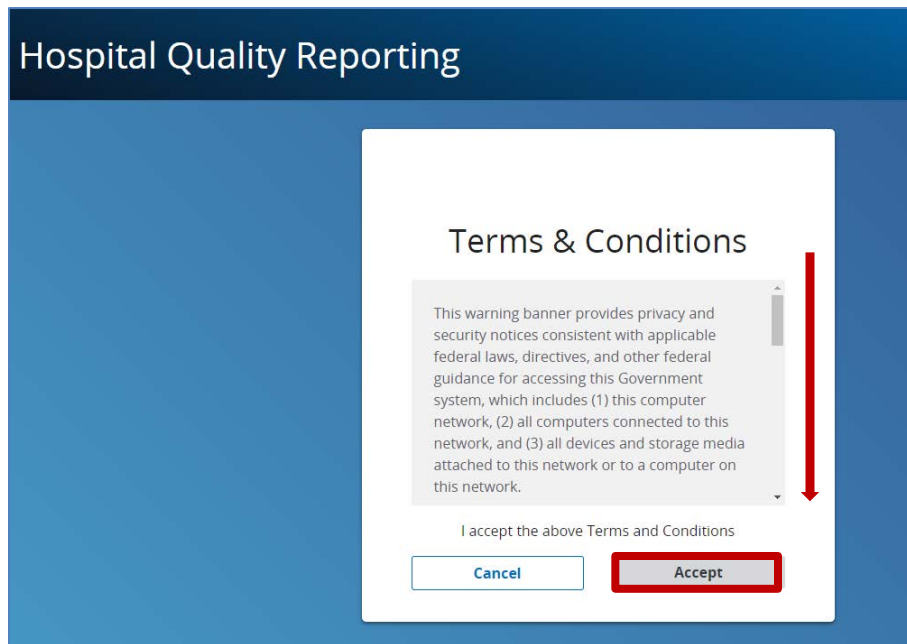 Hospital Quality Reporting
Terms & Conditions
This warning banner provides privacy and
security notices consistent with applicable
federal laws, directives, and other federal
guidance for accessing this Government
system, which includes (1) this computer
network, (2) all computers connected to this
network, and (3) all devices and storage media
attached to this network or to a computer on
this network.
I accept the above Terms and Conditions
Cancel
Accept